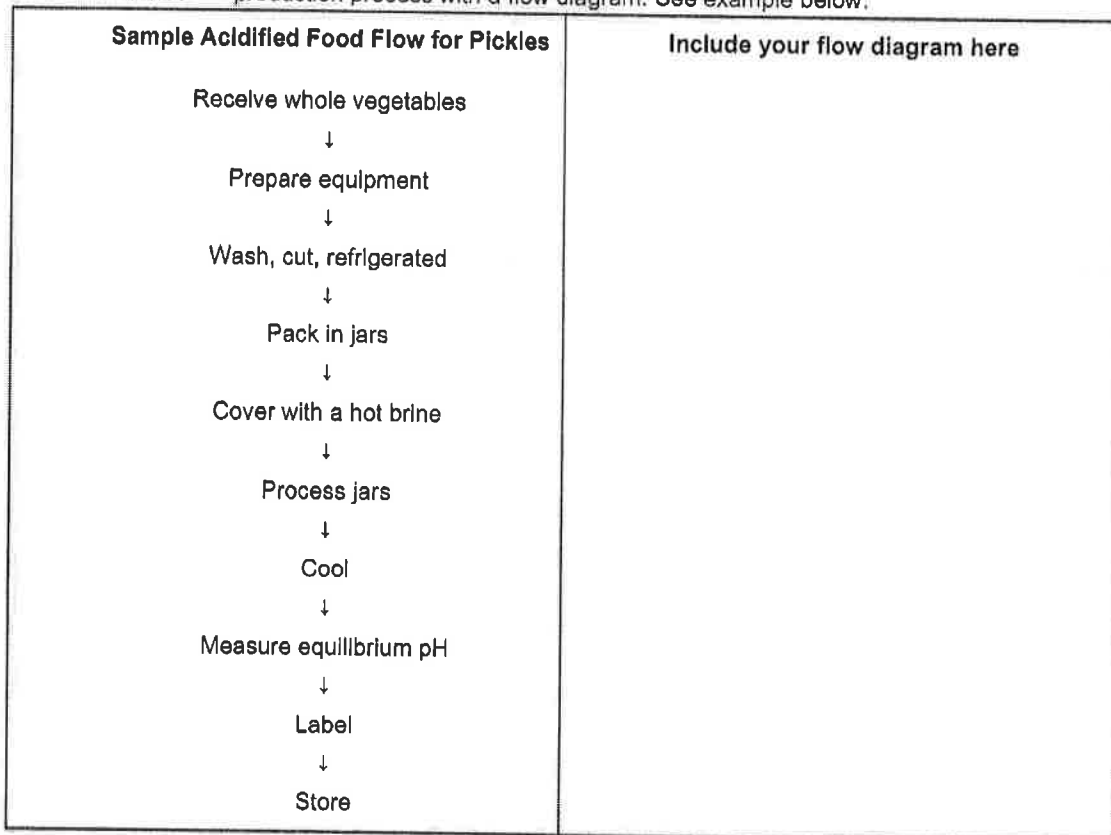 production process with a flow diagram. See example below.
Sample Acidified Food Flow for Pickles
Receive whole vegetables
↓
Prepare equipment
↓
Wash, cut, refrigerated
↓
Pack in jars
↓
Cover with a hot brine
↓
Process jars
↓
Cool
↓
Measure equilibrium pH
↓
Label
↓
Store
Include your flow diagram here